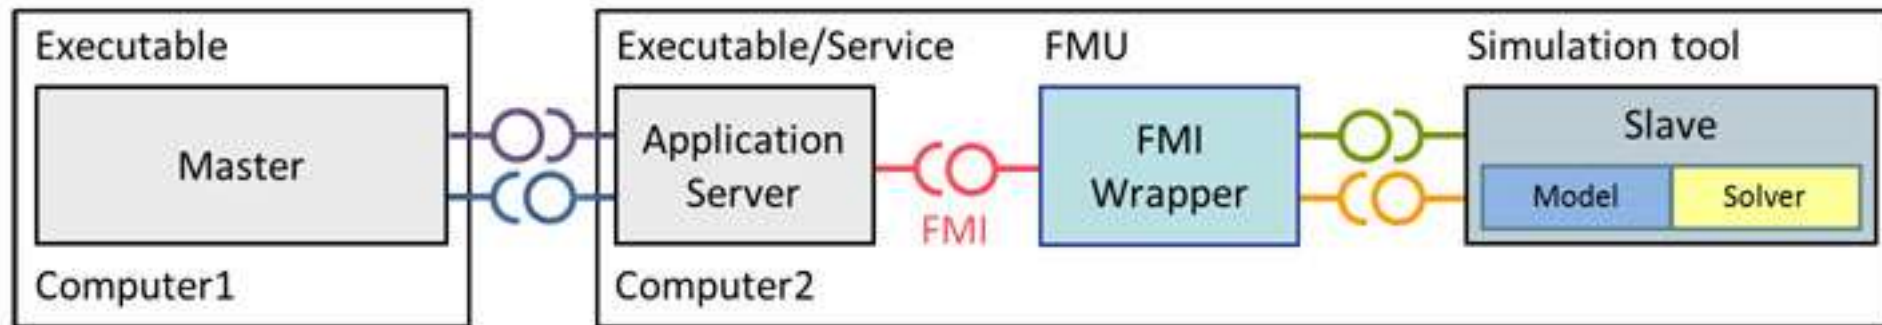 Executable
Master
Computer1
Executable/Service
Application
Server
FMI
FMU
FMI
Wrapper
Simulation tool
Slave
Model
Solver
Computer2